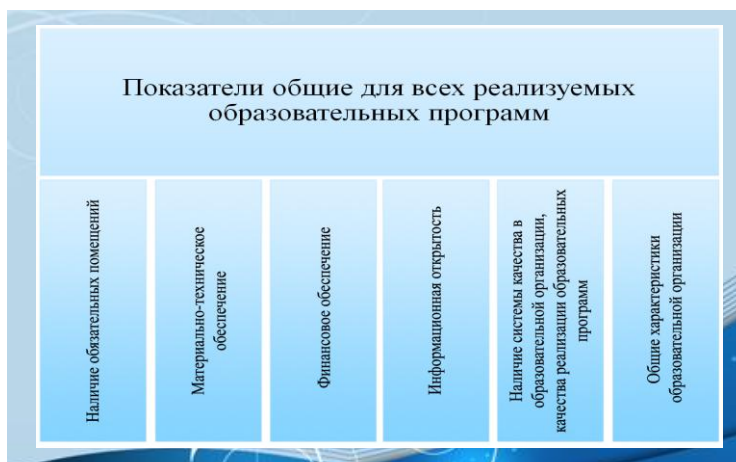 Показатели общие для всех реализуемых
образовательных программ
Наличие обязательных помещений
Материально-техническое
обеспечение
Финансовое обеспечение
Информационная открытость
Наличие системы качества в
образовательной организации,
качества реализации образовательных
программ
Общие характеристики
образовательной организации